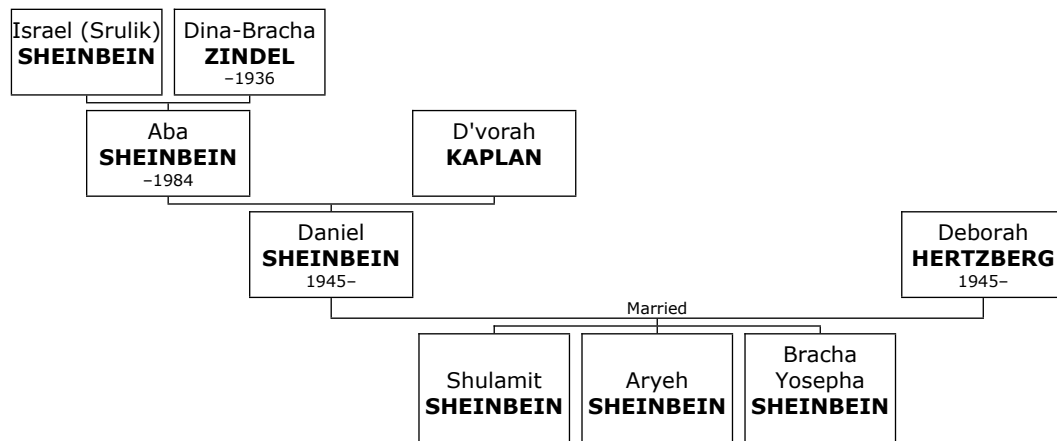 Israel (Srulik)
SHEINBEIN
Dina-Bracha
ZINDEL
–1936
Aba
SHEINBEIN
–1984
D'vorah
KAPLAN
Daniel
SHEINBEIN
1945–
Deborah
HERTZBERG
1945–
Married
Shulamit
SHEINBEIN
Aryeh
SHEINBEIN
Bracha
Yosepha
SHEINBEIN